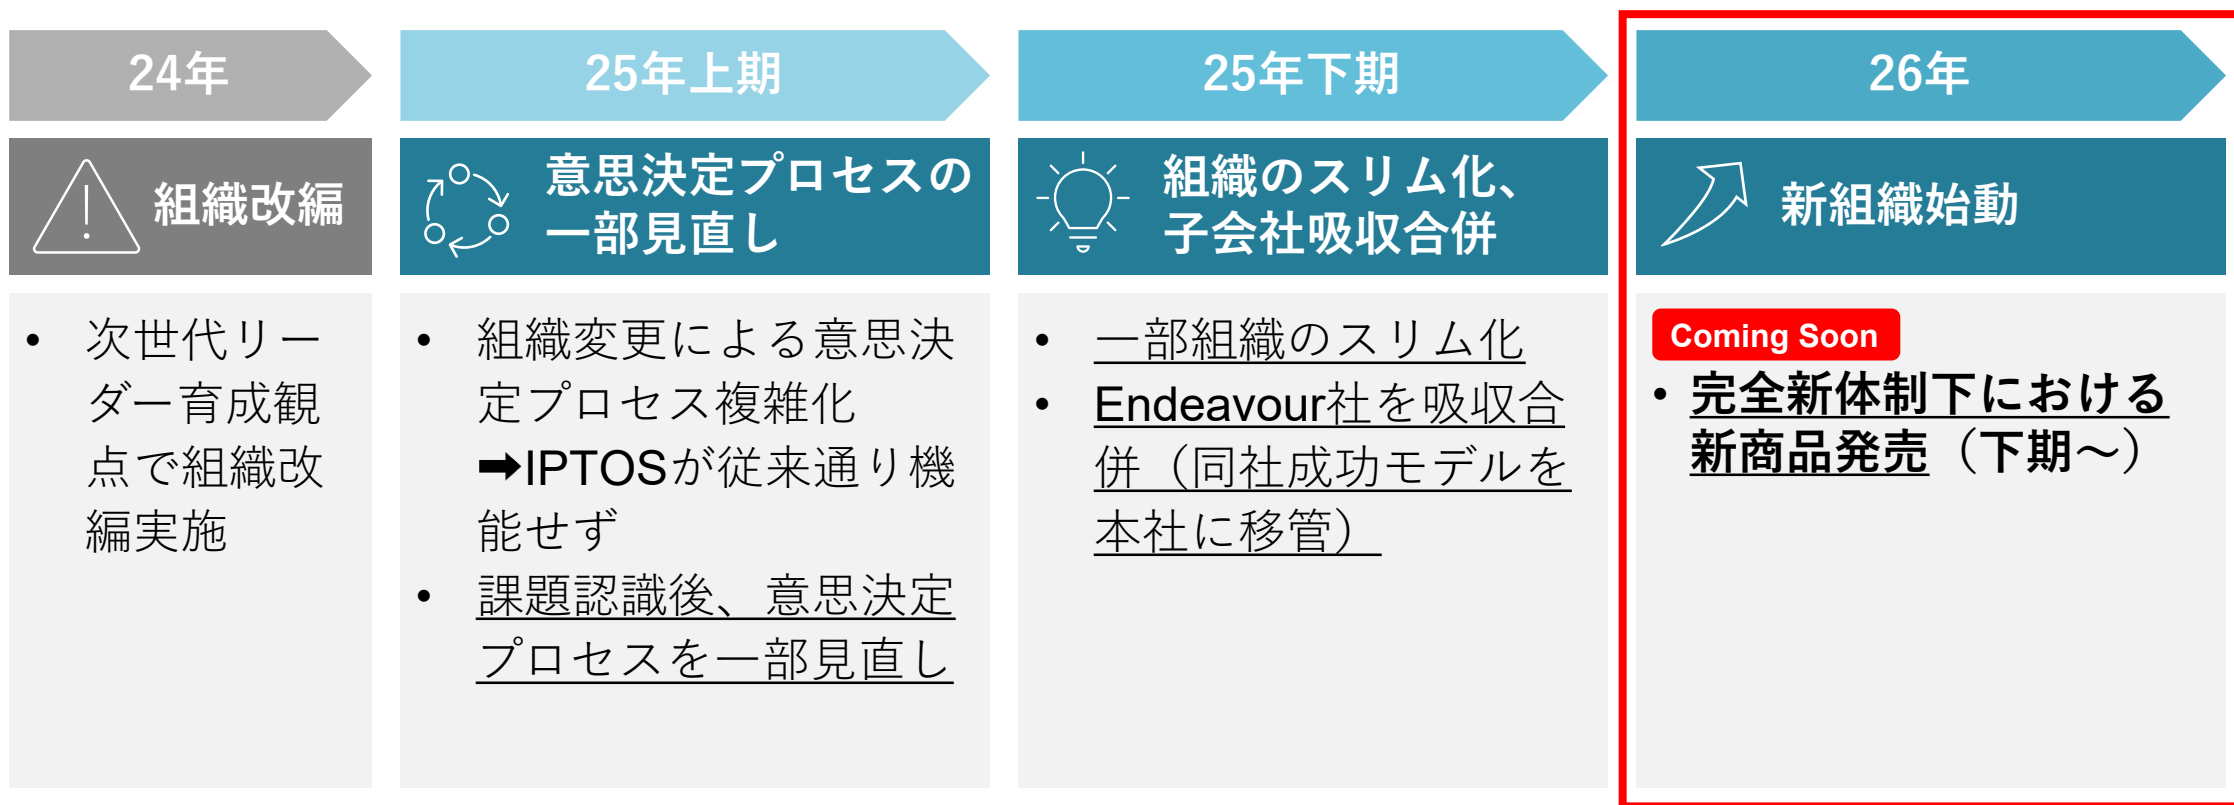 24年
組織改編
• 次世代リー
ダー育成観
点で組織改
編実施
25年上期
意思決定プロセスの
一部見直し
• 組織変更による意思決
定プロセス複雑化
➡IPTOSが従来通り機
能せず
• 課題認識後、意思決定
プロセスを一部見直し
25年下期
組織のスリム化、
子会社吸収合併
• 一部組織のスリム化
• Endeavour社を吸収合
併（同社成功モデルを
本社に移管）
26年
新組織始動
Coming Soon
• 完全新体制下における
新商品発売（下期～）